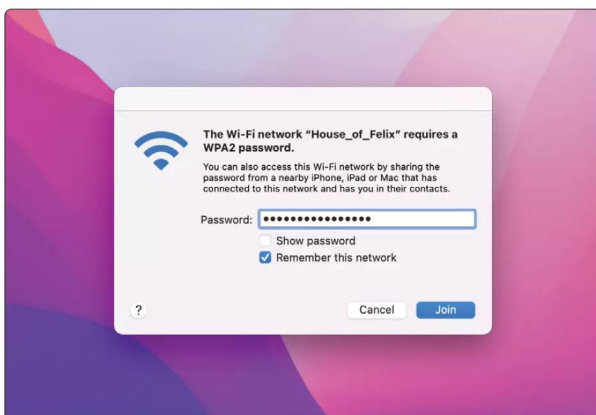 The Wi-Fi network “House_of_Felix” requires a
WPA2 password.
You can also access this Wi-Fi network by sharing the
password from a nearby iPhone, iPad or Mac that has
connected to this network and has you in their contacts.
Password: ••••••••••••••••
Show password
Remember this network
? Cancel Join